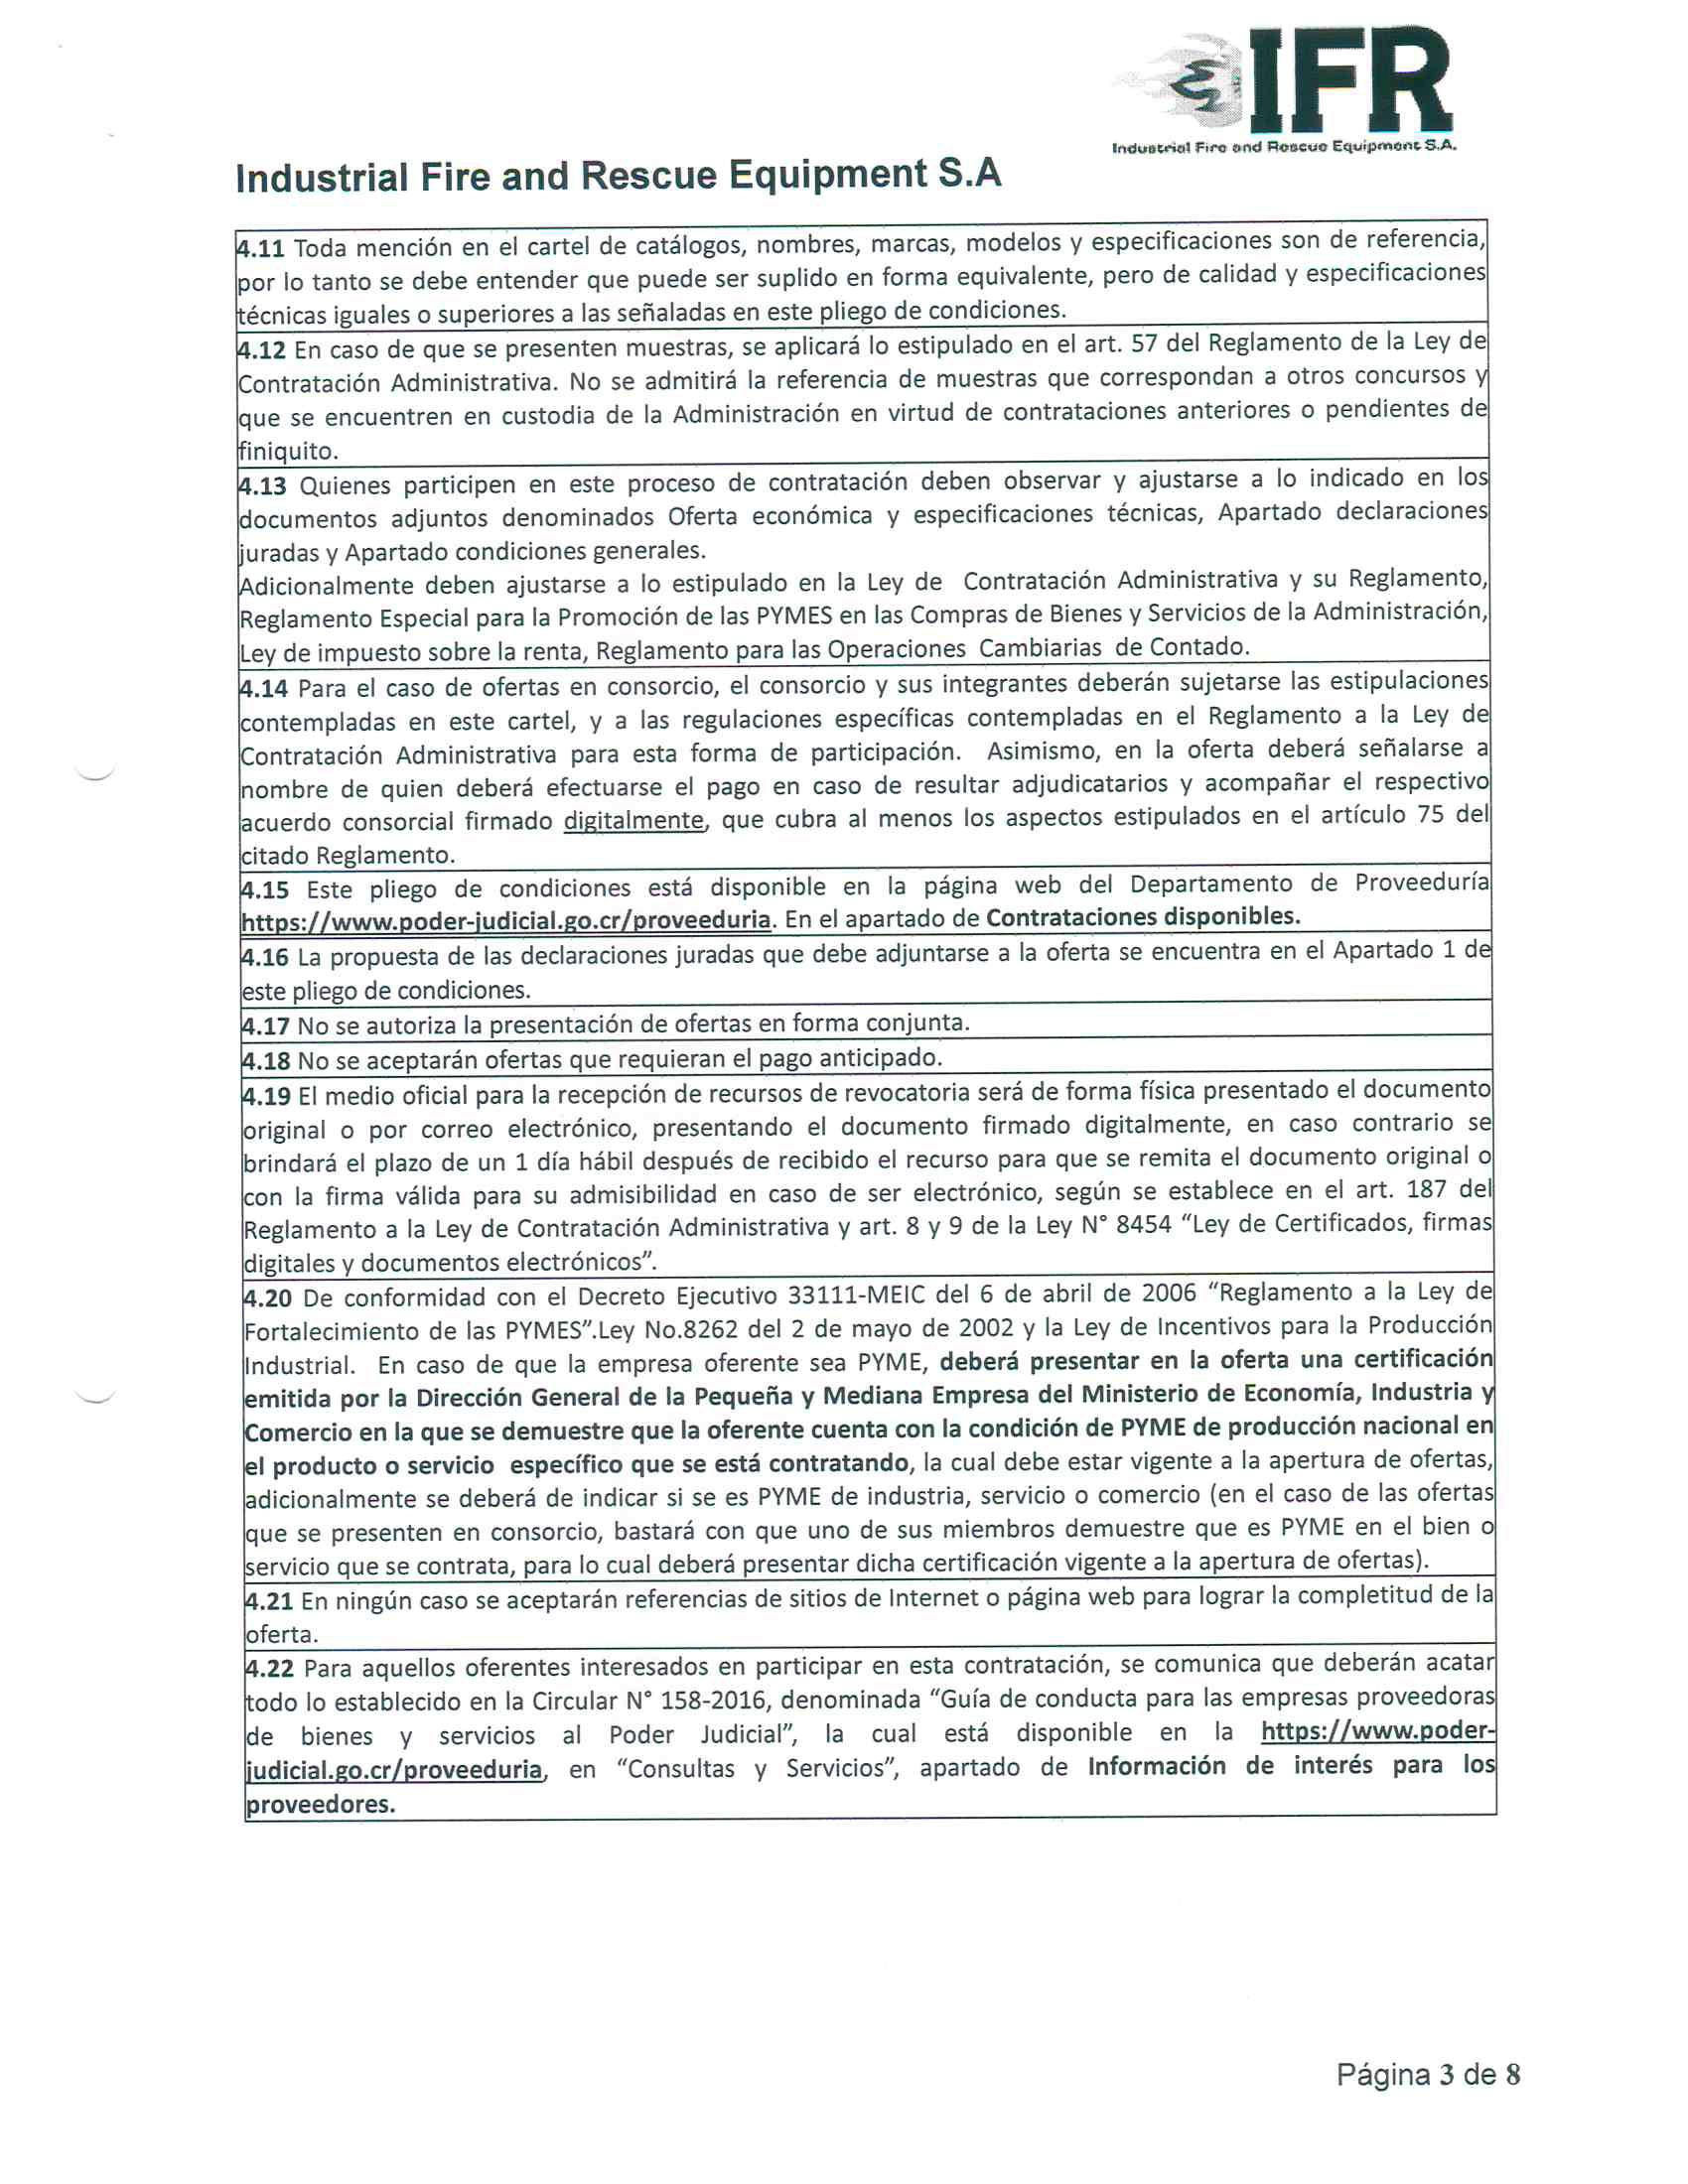 IFR
Industrial Fire and Rescue Equipment S.A.
Industrial Fire and Rescue Equipment S.A
4.11 Toda mención en el cartel de catálogos, nombres, marcas, modelos y especificaciones son de referencia,
por lo tanto se debe entender que puede ser suplido en forma equivalente, pero de calidad y especificaciones
técnicas iguales o superiores a las señaladas en este pliego de condiciones.
4.12 En caso de que se presenten muestras, se aplicará lo estipulado en el art. 57 del Reglamento de la Ley de
Contratación Administrativa. No se admitirá la referencia de muestras que correspondan a otros concursos y
que se encuentren en custodia de la Administración en virtud de contrataciones anteriores o pendientes de
finiquito.
4.13 Quienes participen en este proceso de contratación deben observar y ajustarse a lo indicado en los
documentos adjuntos denominados Oferta económica y especificaciones técnicas, Apartado declaraciones
juradas y Apartado condiciones generales.
Adicionalmente deben ajustarse a lo estipulado en la Ley de Contratación Administrativa y su Reglamento,
Reglamento Especial para la Promoción de las PYMES en las Compras de Bienes y Servicios de la Administración,
Ley de impuesto sobre la renta, Reglamento para las Operaciones Cambiarias de Contado.
4.14 Para el caso de ofertas en consorcio, el consorcio y sus integrantes deberán sujetarse las estipulaciones
contempladas en este cartel, y a las regulaciones específicas contempladas en el Reglamento a la Ley de
Contratación Administrativa para esta forma de participación. Asimismo, en la oferta deberá señalarse a
nombre de quien deberá efectuarse el pago en caso de resultar adjudicatarios y acompañar el respectivo
acuerdo consorcial firmado digitalmente, que cubra al menos los aspectos estipulados en el artículo 75 del
citado Reglamento.
4.15 Este pliego de condiciones está disponible en la página web del Departamento de Proveeduría
https://www.poder-judicial.go.cr/proveeduria. En el apartado de Contrataciones disponibles.
4.16 La propuesta de las declaraciones juradas que debe adjuntarse a la oferta se encuentra en el Apartado 1 de
este pliego de condiciones.
4.17 No se autoriza la presentación de ofertas en forma conjunta.
4.18 No se aceptarán ofertas que requieran el pago anticipado.
4.19 El medio oficial para la recepción de recursos de revocatoria será de forma física presentado el documento
original o por correo electrónico, presentando el documento firmado digitalmente, en caso contrario se
brindará el plazo de un 1 día hábil después de recibido el recurso para que se remita el documento original o
con la firma válida para su admisibilidad en caso de ser electrónico, según se establece en el art. 187 del
Reglamento a la Ley de Contratación Administrativa y art. 8 y 9 de la Ley N° 8454 “Ley de Certificados, firmas
digitales y documentos electrónicos”.
4.20 De conformidad con el Decreto Ejecutivo 33111-MEIC del 6 de abril de 2006 “Reglamento a la Ley de
Fortalecimiento de las PYMES”.Ley No.8262 del 2 de mayo de 2002 y la Ley de Incentivos para la Producción
Industrial. En caso de que la empresa oferente sea PYME, deberá presentar en la oferta una certificación
emitida por la Dirección General de la Pequeña y Mediana Empresa del Ministerio de Economía, Industria y
Comercio en la que se demuestre que la oferente cuenta con la condición de PYME de producción nacional en
el producto o servicio específico que se está contratando, la cual debe estar vigente a la apertura de ofertas,
adicionalmente se deberá de indicar si se es PYME de industria, servicio o comercio (en el caso de las ofertas
que se presenten en consorcio, bastará con que uno de sus miembros demuestre que es PYME en el bien o
servicio que se contrata, para lo cual deberá presentar dicha certificación vigente a la apertura de ofertas).
4.21 En ningún caso se aceptarán referencias de sitios de Internet o página web para lograr la completitud de la
oferta.
4.22 Para aquellos oferentes interesados en participar en esta contratación, se comunica que deberán acatar
todo lo establecido en la Circular N° 158-2016, denominada “Guía de conducta para las empresas proveedoras
de bienes y servicios al Poder Judicial”, la cual está disponible en la https://www.poder-
judicial.go.cr/proveeduria, en “Consultas y Servicios”, apartado de Información de interés para los
proveedores.
Página 3 de 8